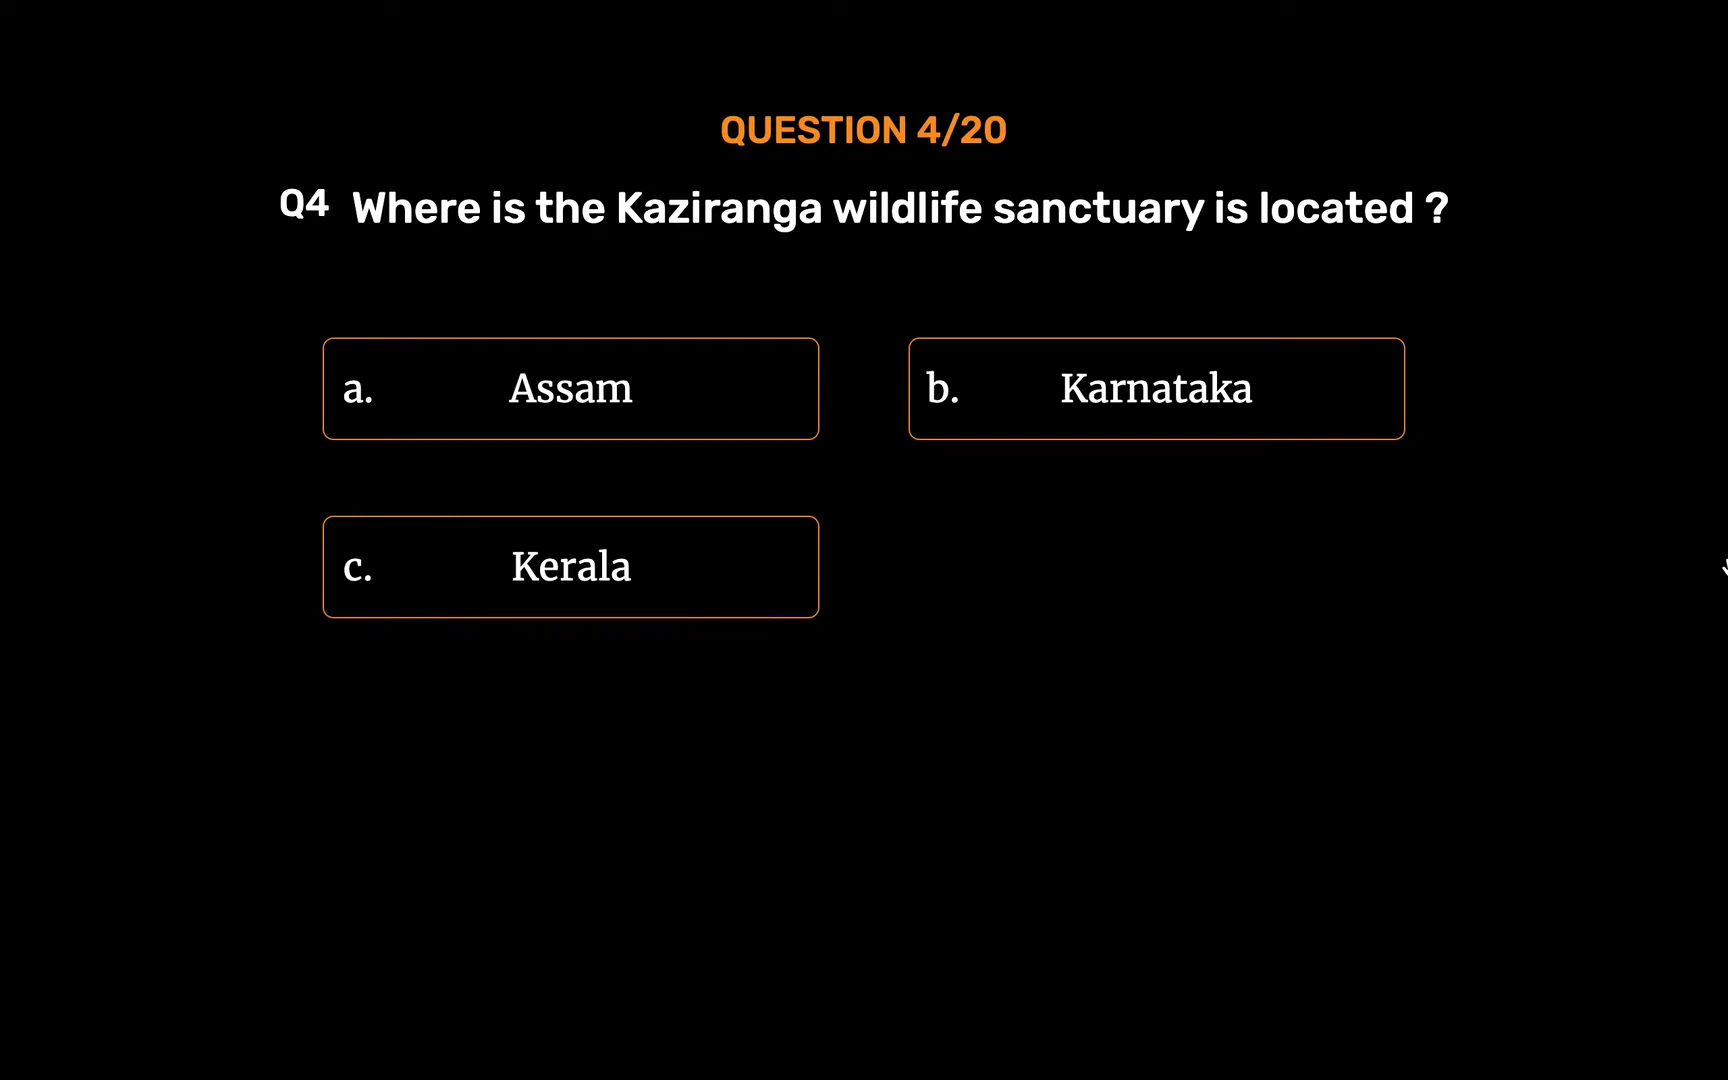 QUESTION 4/20
Q4 Where is the Kaziranga wildlife sanctuary is located ?
a. Assam
b. Karnataka
c. Kerala